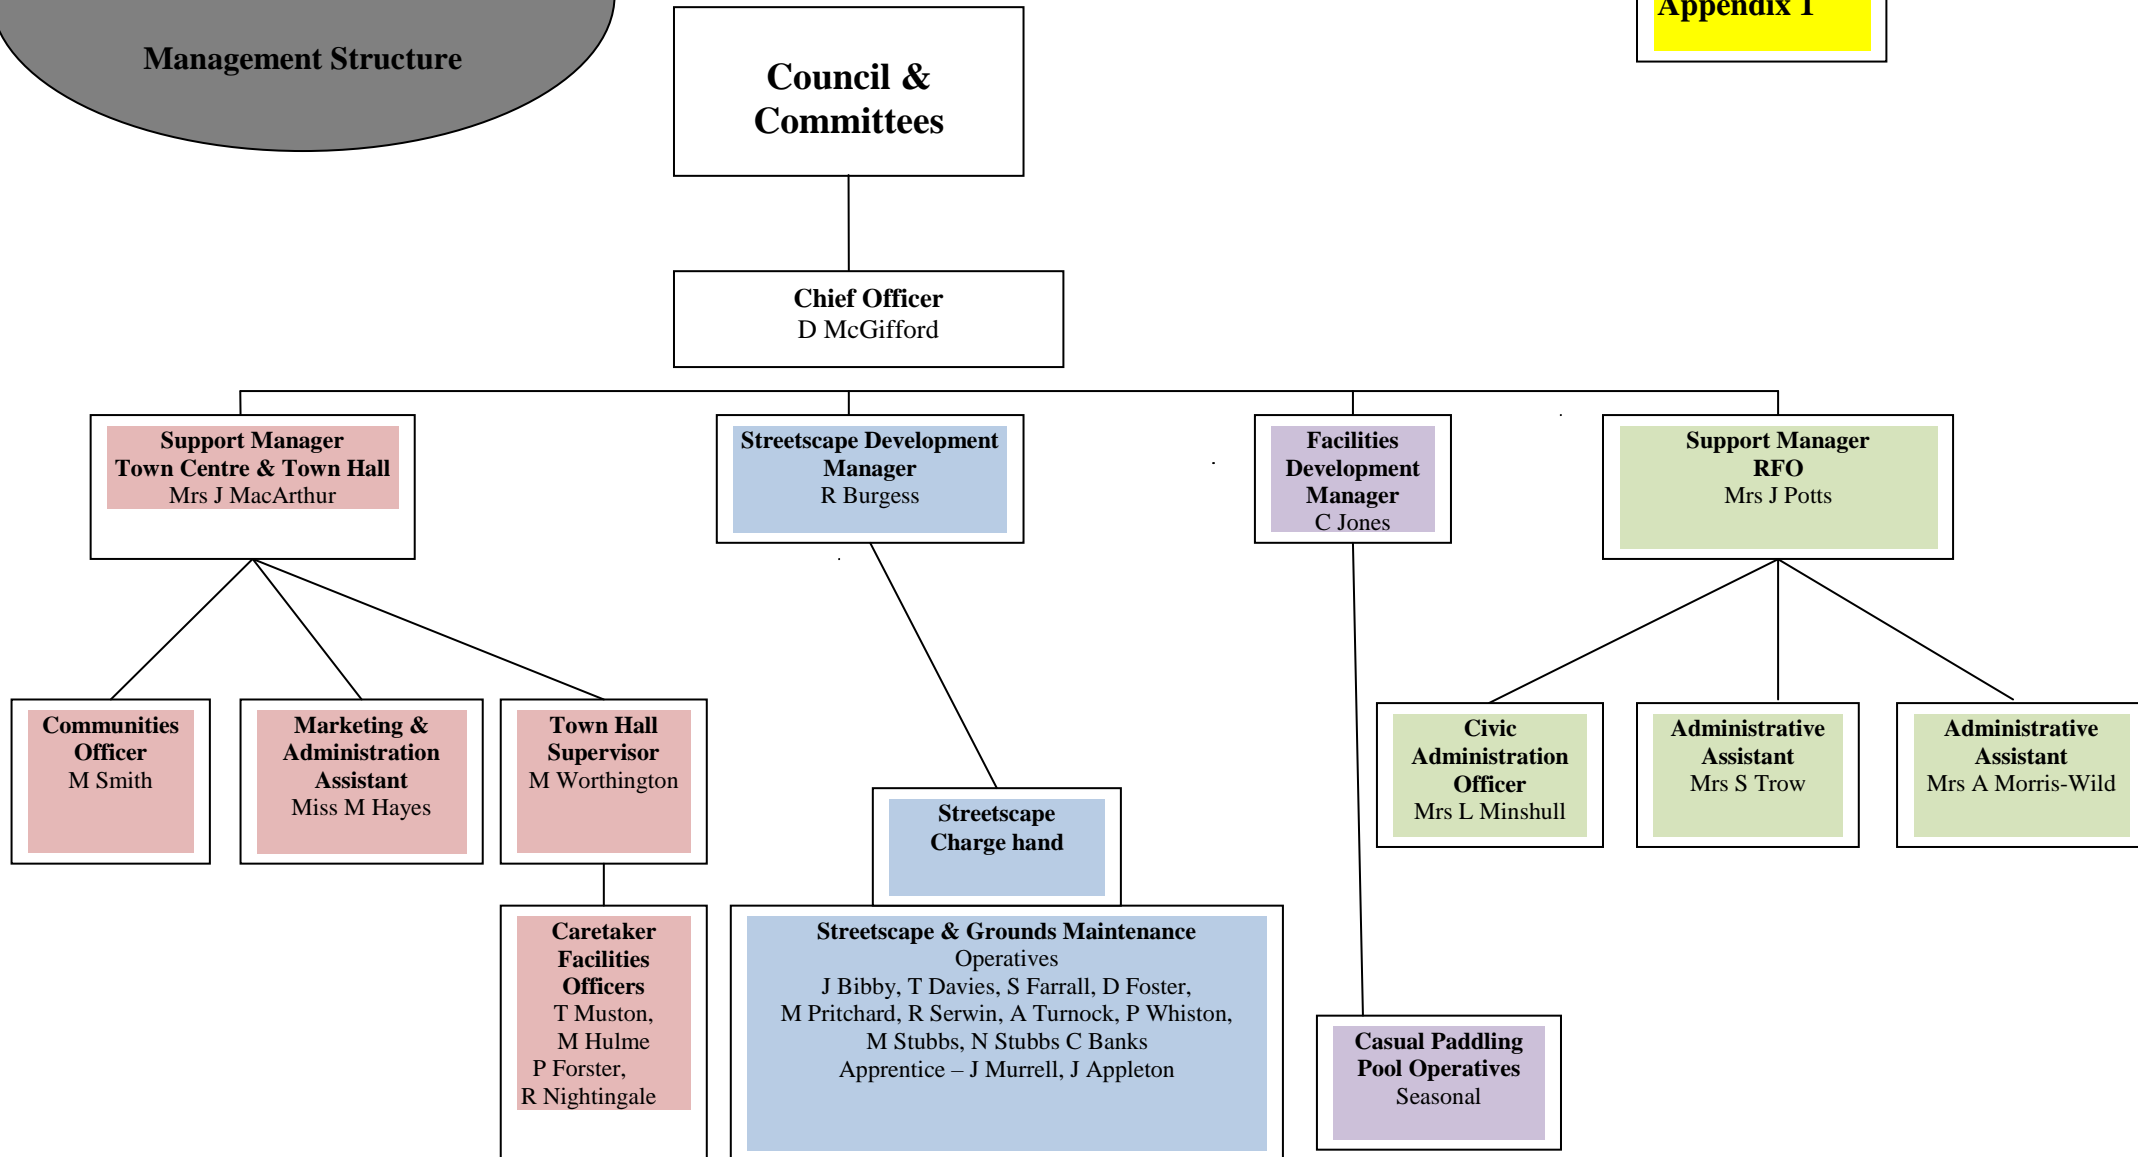 Appendix 1
Management Structure
Council &
Committees
Chief Officer
D McGifford
Support Manager
Town Centre & Town Hall
Mrs J MacArthur
Streetscape Development
Manager
R Burgess
Facilities
Development
Manager
C Jones
Support Manager
RFO
Mrs J Potts
Communities
Officer
M Smith
Marketing &
Administration
Assistant
Miss M Hayes
Town Hall
Supervisor
M Worthington
Streetscape
Charge hand
Civic
Administration
Officer
Mrs L Minshull
Administrative
Assistant
Mrs S Trow
Administrative
Assistant
Mrs A Morris-Wild
Caretaker
Facilities
Officers
T Muston,
M Hulme
P Forster,
R Nightingale
Streetscape & Grounds Maintenance
Operatives
J Bibby, T Davies, S Farrall, D Foster,
M Pritchard, R Serwin, A Turnock, P Whiston,
M Stubbs, N Stubbs C Banks
Apprentice – J Murrell, J Appleton
Casual Paddling
Pool Operatives
Seasonal